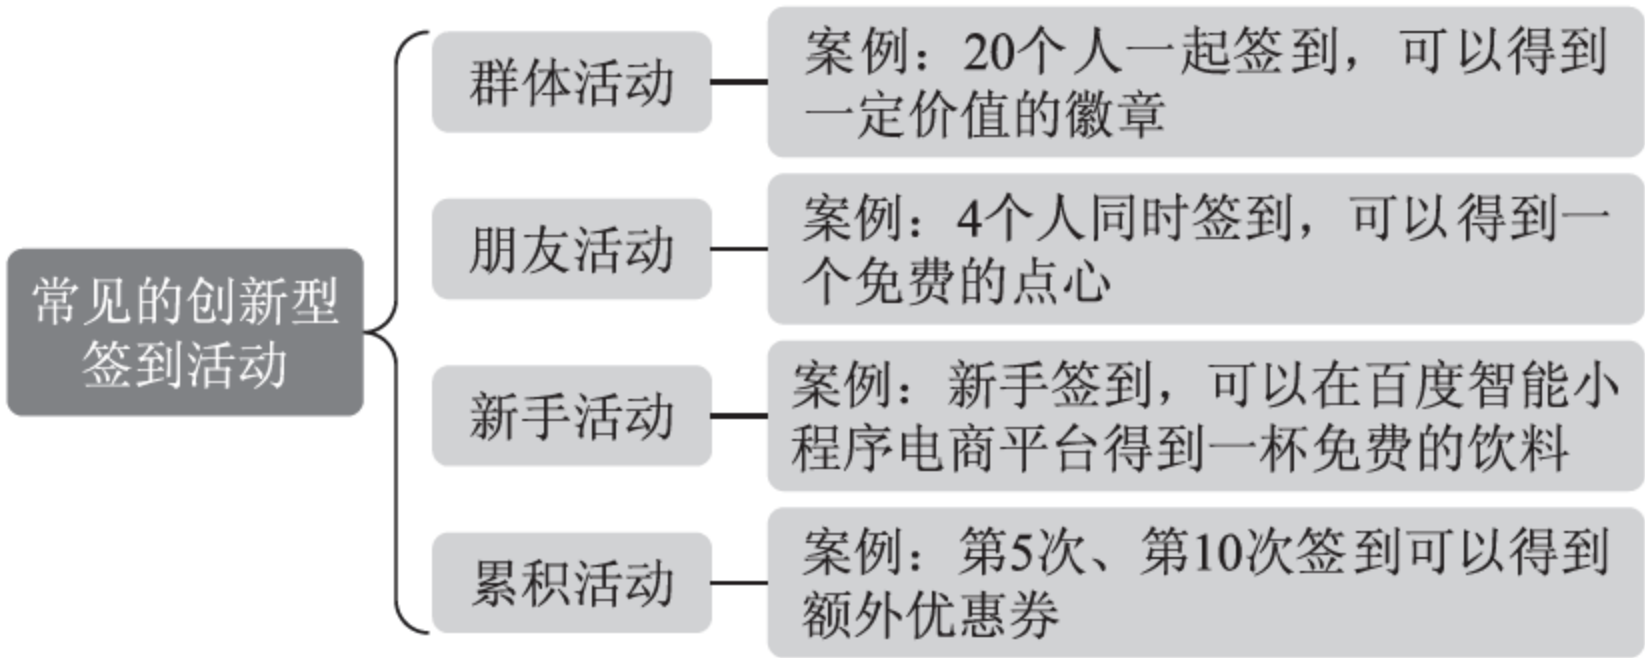 常见的创新型
签到活动
群体活动
案例：20个人一起签到，可以得到
一定价值的徽章
朋友活动
案例：4个人同时签到，可以得到一
个免费的点心
新手活动
案例：新手签到，可以在百度智能小
程序电商平台得到一杯免费的饮料
累积活动
案例：第5次、第10次签到可以得到
额外优惠券